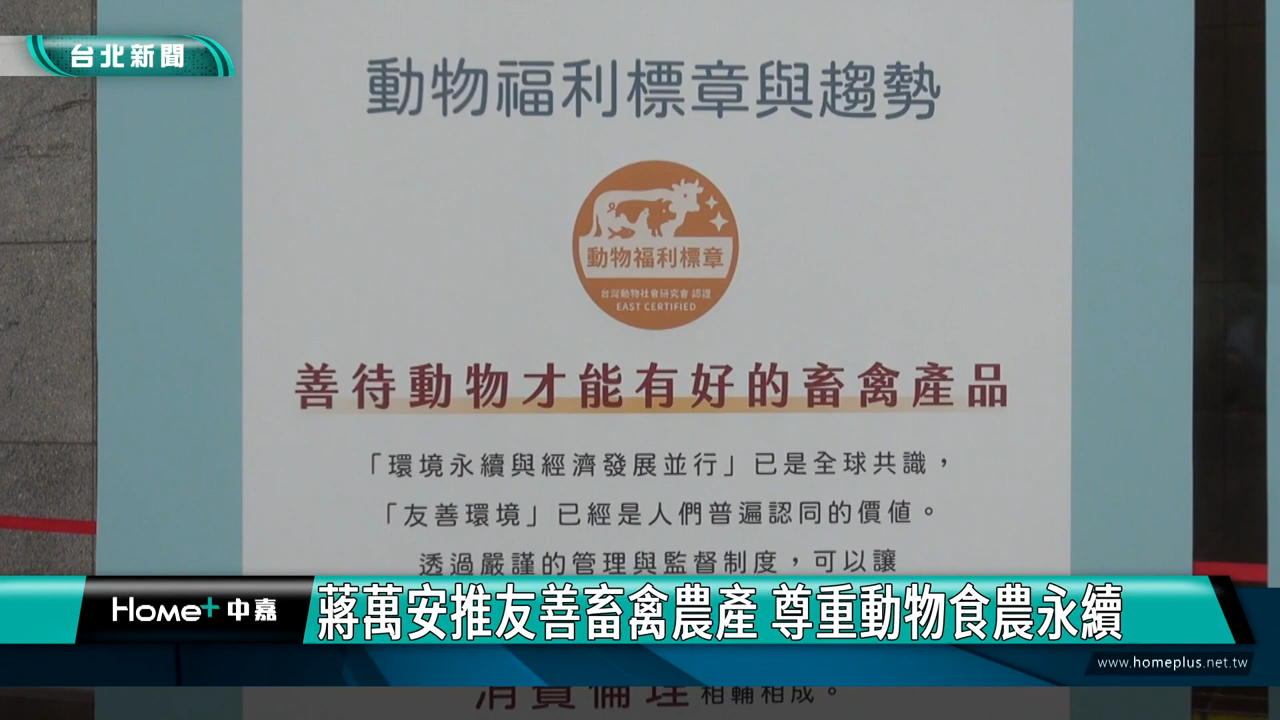 台北新聞
動物福利標章與趨勢
動物福利標章
台灣動物社會研究會 認證
EAST CERTIFIED
善待動物才能有好的畜禽產品
「環境永續與經濟發展並行」已是全球共識，
「友善環境」已經是人們普遍認同的價值。
透過嚴謹的管理與監督制度，可以讓
Home+ 中嘉
蔣萬安推友善畜禽農產 尊重動物食農永續
www.homeplus.net.tw
消費倫理 相輔相成。